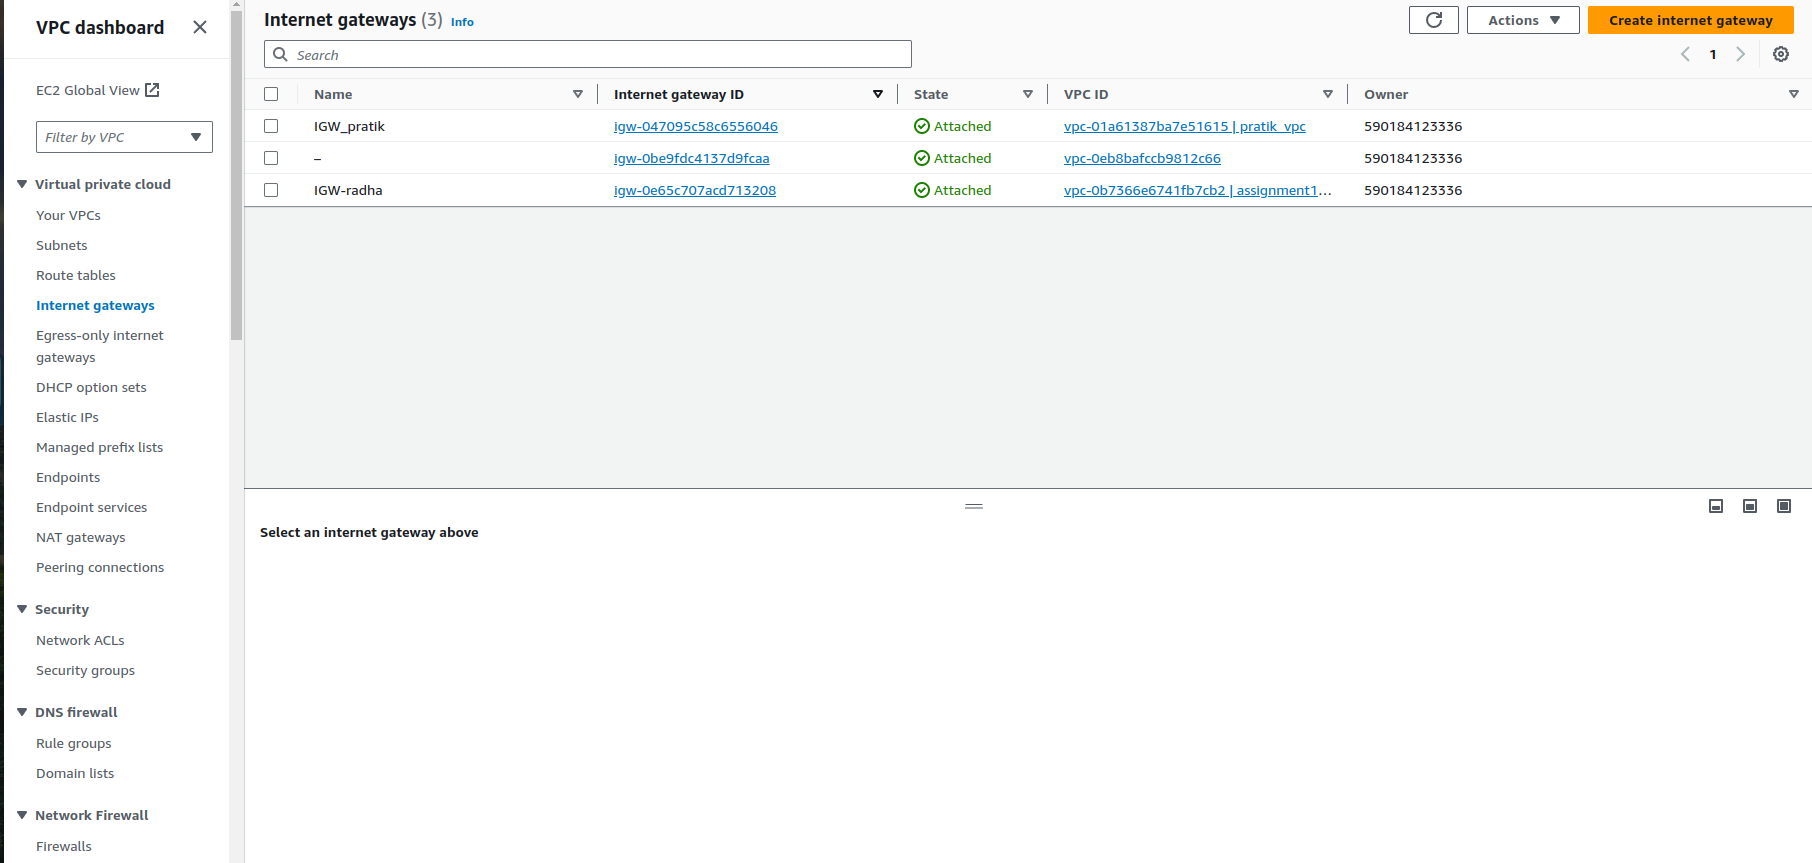 VPC dashboard
EC2 Global View
Filter by VPC
Virtual private cloud
Your VPCs
Subnets
Route tables
Internet gateways
Egress-only internet
gateways
DHCP option sets
Elastic IPs
Managed prefix lists
Endpoints
Endpoint services
NAT gateways
Peering connections
Security
Network ACLs
Security groups
DNS firewall
Rule groups
Domain lists
Network Firewall
Firewalls
Internet gateways (3) Info
Actions
Create internet gateway
Search
1
Name Internet gateway ID State VPC ID Owner
IGW_pratik igw-047095c58c6556046 Attached vpc-01a61387ba7e51615 | pratik_vpc 590184123336
– igw-0be9fdc4137d9fcaa Attached vpc-0eb8bafccb9812c66 590184123336
IGW-radha igw-0e65c707acd713208 Attached vpc-0b7366e6741fb7cb2 | assignment1... 590184123336
Select an internet gateway above